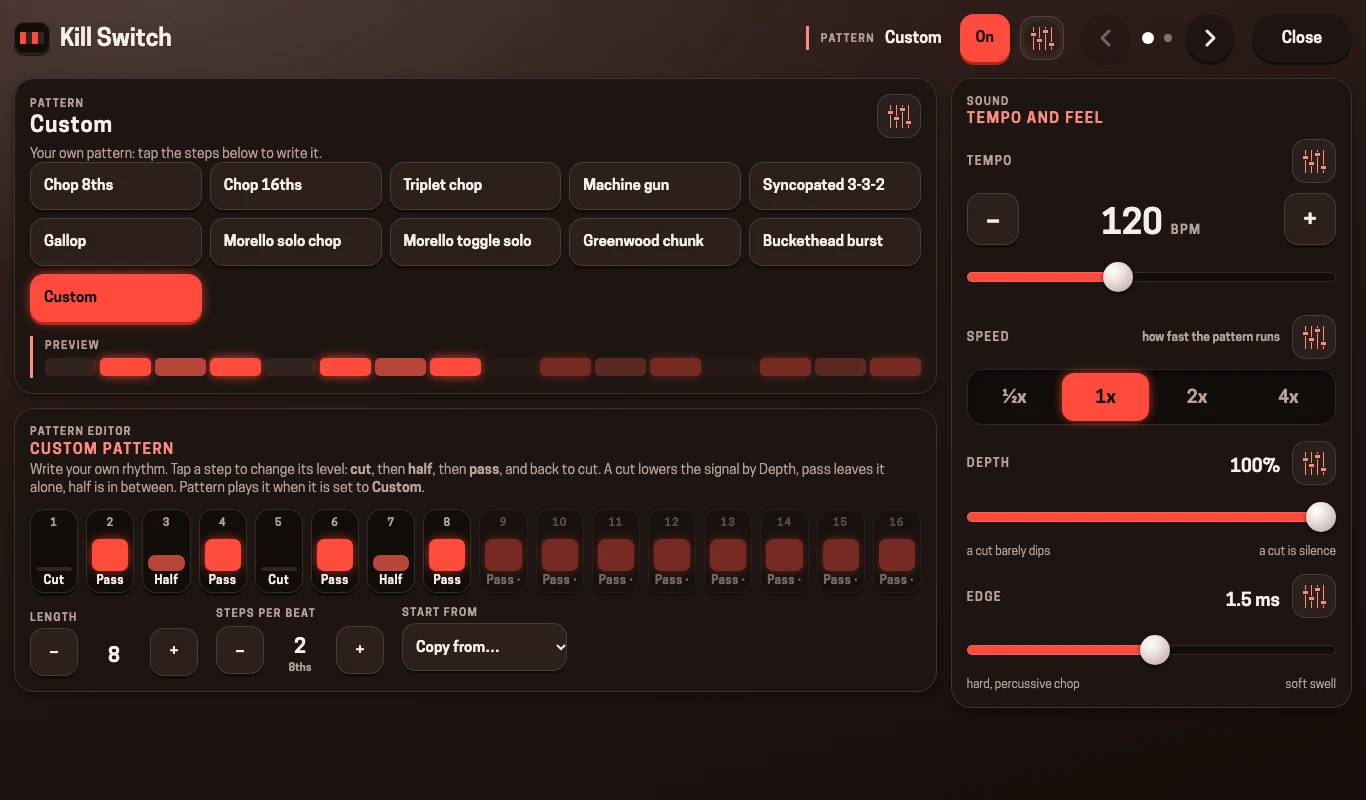 Kill Switch
PATTERN Custom
On
Close
PATTERN
Custom
Your own pattern: tap the steps below to write it.
Chop 8ths
Chop 16ths
Triplet chop
Machine gun
Syncopated 3-3-2
Gallop
Morello solo chop
Morello toggle solo
Greenwood chunk
Buckethead burst
Custom
PREVIEW
PATTERN EDITOR
CUSTOM PATTERN
Write your own rhythm. Tap a step to change its level: cut, then half, then pass, and back to cut. A cut lowers the signal by Depth, pass leaves it
alone, half is in between. Pattern plays it when it is set to Custom.
1 2 3 4 5 6 7 8 9 10 11 12 13 14 15 16
Cut Pass Half Pass Cut Pass Half Pass Pass · Pass · Pass · Pass · Pass · Pass · Pass · Pass ·
LENGTH
− 8 +
STEPS PER BEAT
− 2 +
8ths
START FROM
Copy from...
SOUND
TEMPO AND FEEL
TEMPO
− 120 BPM +
SPEED how fast the pattern runs
½x 1x 2x 4x
DEPTH 100%
a cut barely dips a cut is silence
EDGE 1.5 ms
hard, percussive chop soft swell